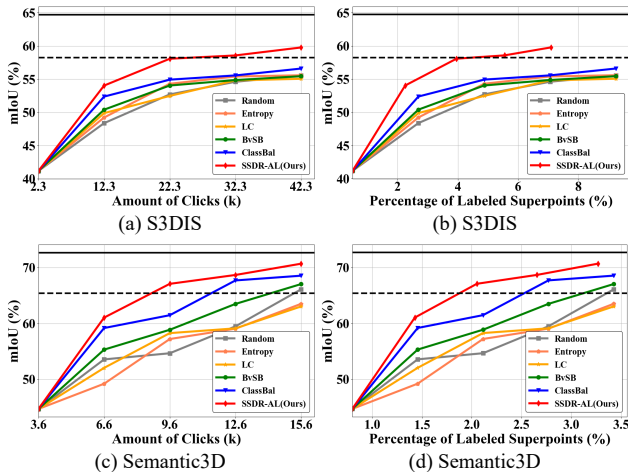 65
60
55
50
45
40
mIoU (%)
Random
Entropy
LC
BvSB
ClassBal
SSDR-AL(Ours)
2.3 12.3 22.3 32.3 42.3
Amount of Clicks (k)
(a) S3DIS
65
60
55
50
45
40
mIoU (%)
Random
Entropy
LC
BvSB
ClassBal
SSDR-AL(Ours)
2 4 6 8
Percentage of Labeled Superpoints (%)
(b) S3DIS
70
60
50
mIoU (%)
Random
Entropy
LC
BvSB
ClassBal
SSDR-AL(Ours)
3.6 6.6 9.6 12.6 15.6
Amount of Clicks (k)
(c) Semantic3D
70
60
50
mIoU (%)
Random
Entropy
LC
BvSB
ClassBal
SSDR-AL(Ours)
1.0 1.5 2.0 2.5 3.0 3.5
Percentage of Labeled Superpoints (%)
(d) Semantic3D